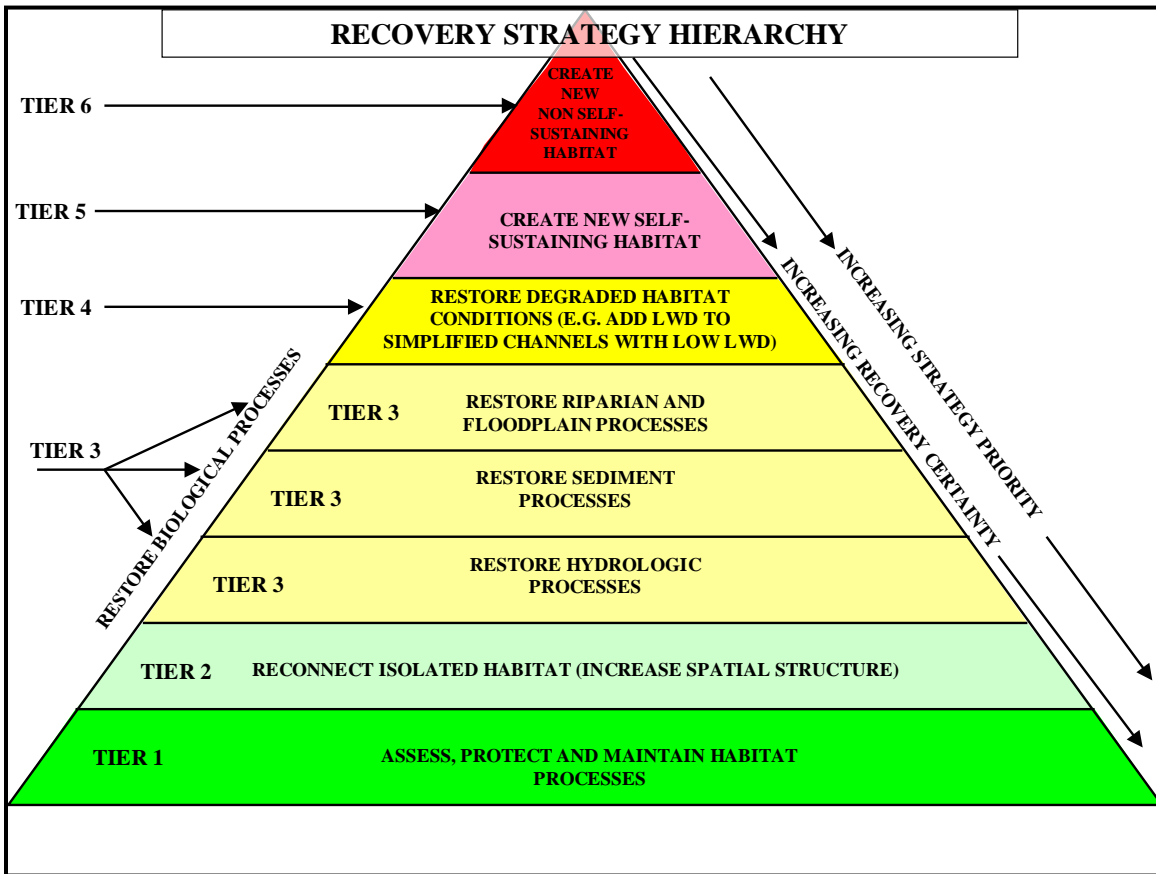 RECOVERY STRATEGY HIERARCHY
TIER 6
CREATE
NEW
NON SELF-
SUSTAINING
HABITAT
TIER 5
CREATE NEW SELF-
SUSTAINING HABITAT
TIER 4
RESTORE DEGRADED HABITAT
CONDITIONS (E.G. ADD LWD TO
SIMPLIFIED CHANNELS WITH LOW LWD)
TIER 3
RESTORE BIOLOGICAL PROCESSES
TIER 3
RESTORE RIPARIAN AND
FLOODPLAIN PROCESSES
TIER 3
RESTORE SEDIMENT
PROCESSES
TIER 3
RESTORE HYDROLOGIC
PROCESSES
TIER 2
RECONNECT ISOLATED HABITAT (INCREASE SPATIAL STRUCTURE)
TIER 1
ASSESS, PROTECT AND MAINTAIN HABITAT
PROCESSES
INCREASING RECOVERY CERTAINTY
INCREASING STRATEGY PRIORITY